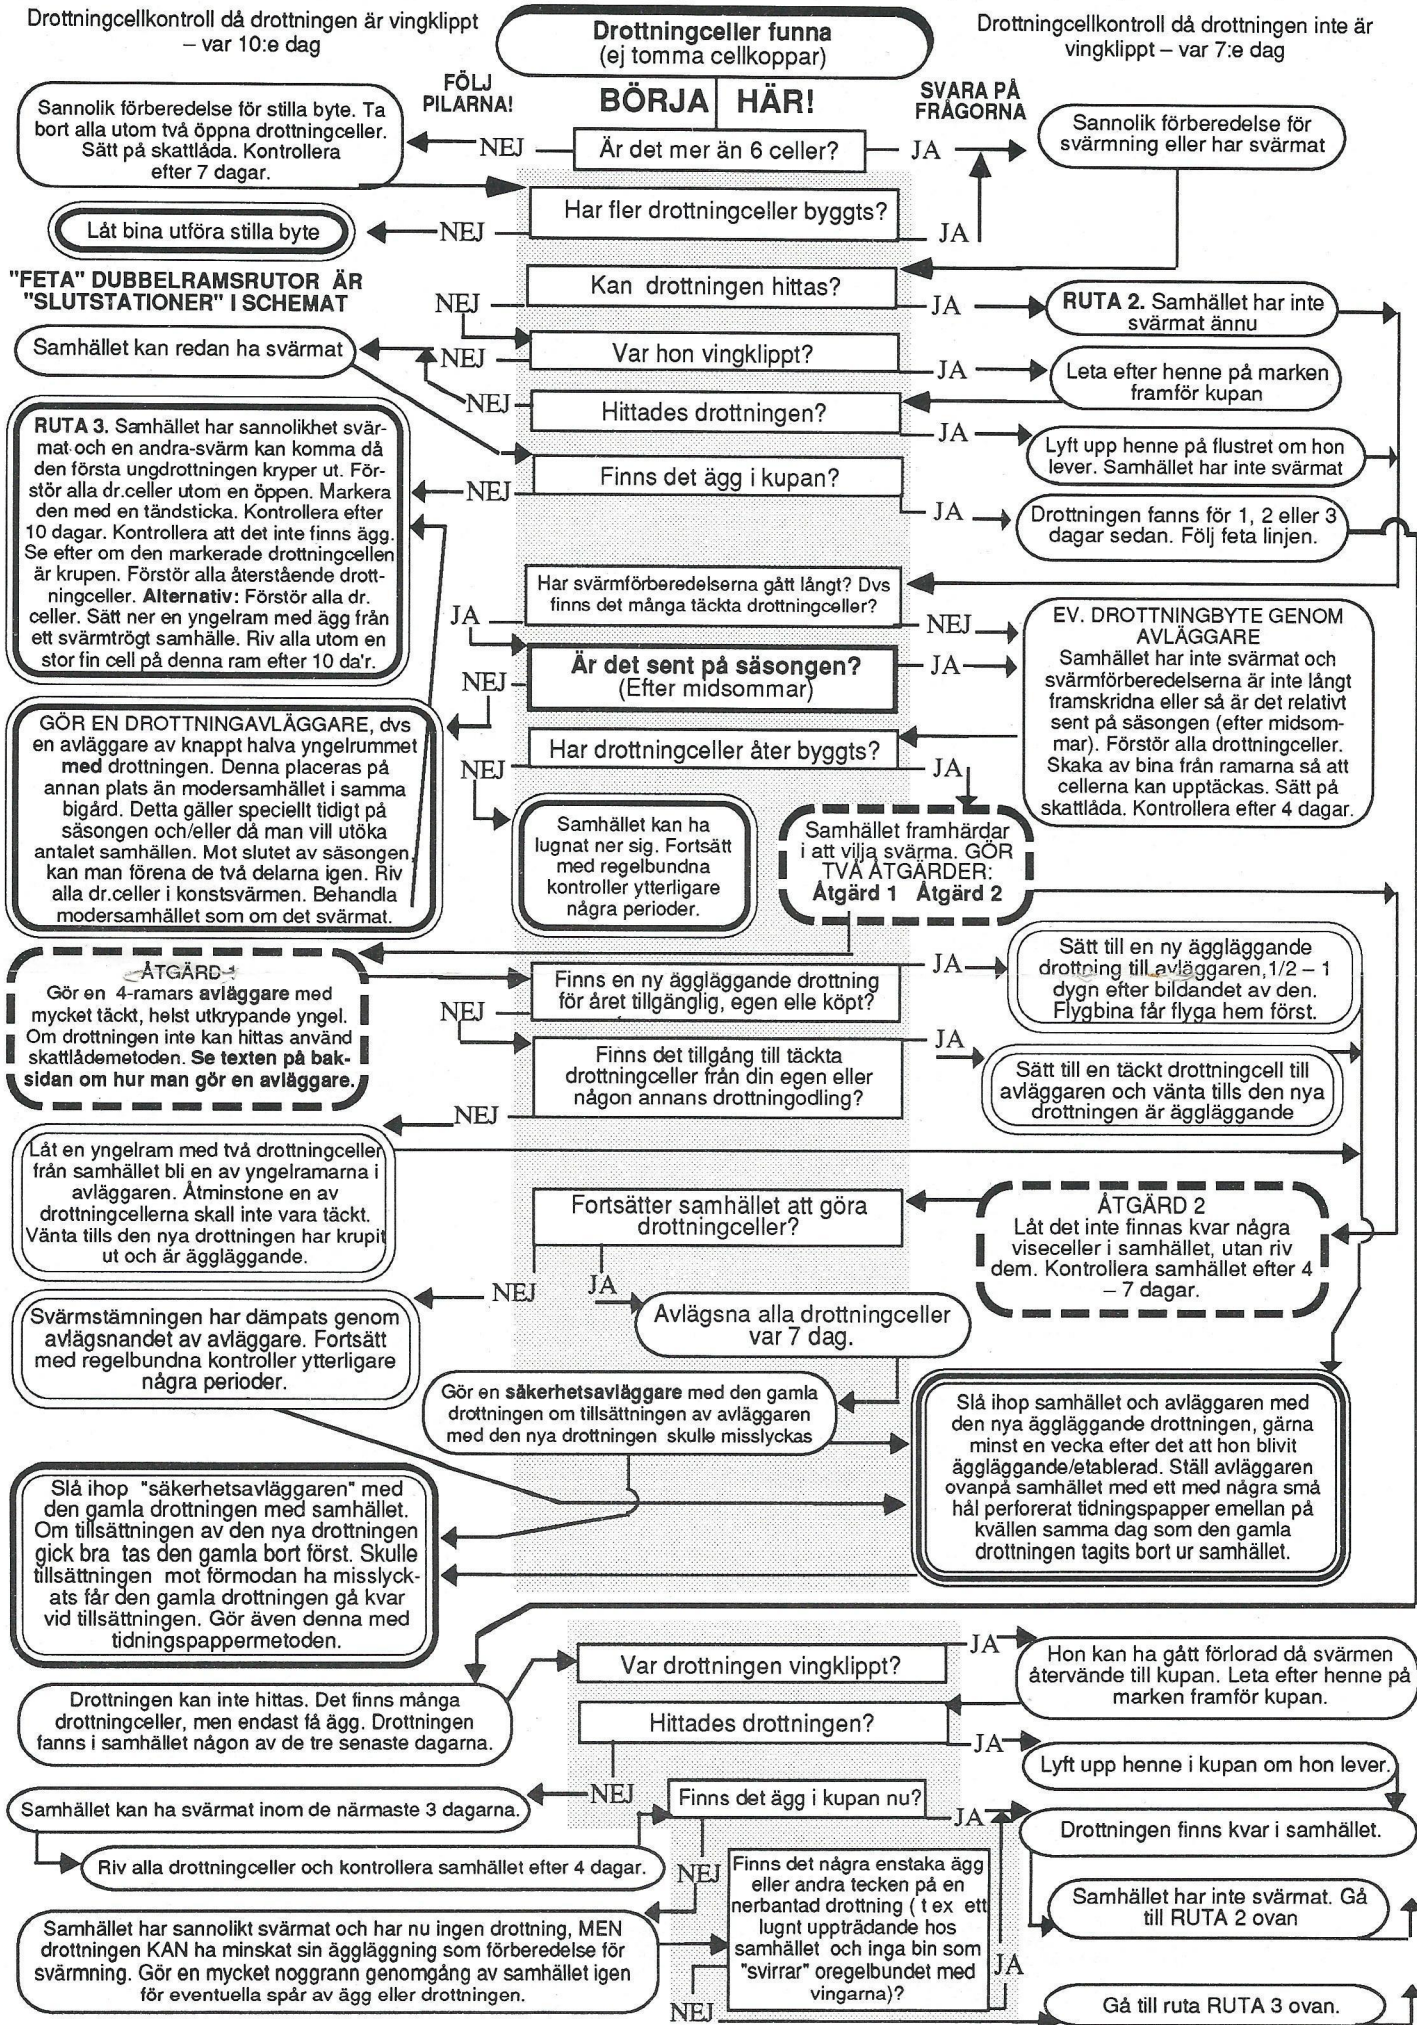 Drottningcellkontroll då drottningen är vingklippt
– var 10:e dag
Drottningceller funna
(ej tomma cellkoppar)
Drottningcellkontroll då drottningen inte är
vingklippt – var 7:e dag
FÖLJ
PILARNA!
BÖRJA HÄR!
SVARA PÅ
FRÅGORNA
Sannolik förberedelse för stilla byte. Ta
bort alla utom två öppna drottningceller.
Sätt på skattlåda. Kontrollera
efter 7 dagar.
NEJ
Är det mer än 6 celler?
JA
Sannolik förberedelse för
svärmning eller har svärmat
Har fler drottningceller byggts?
Låt bina utföra stilla byte
NEJ
JA
"FETA" DUBBELRAMSRUTOR ÄR
"SLUTSTATIONER" I SCHEMAT
Kan drottningen hittas?
NEJ
JA
RUTA 2. Samhället har inte
svärmat ännu
Samhället kan redan ha svärmat
NEJ
Var hon vingklippt?
JA
Leta efter henne på marken
framför kupan
NEJ
Hittades drottningen?
JA
Lyft upp henne på flustret om hon
lever. Samhället har inte svärmat
RUTA 3. Samhället har sannolikhet svär-
mat och en andra-svärm kan komma då
den första ungdrottningen kryper ut. För-
stör alla dr.celler utom en öppen. Markera
den med en tändsticka. Kontrollera efter
10 dagar. Kontrollera att det inte finns ägg.
Se efter om den markerade drottningcellen
är krupen. Förstör alla återstående drott-
ningceller. Alternativ: Förstör alla dr.
celler. Sätt ner en yngelram med ägg från
ett svärmtrögt samhälle. Riv alla utom en
stor fin cell på denna ram efter 10 da'r.
NEJ
Finns det ägg i kupan?
JA
Drottningen fanns för 1, 2 eller 3
dagar sedan. Följ feta linjen.
Har svärmförberedelserna gått långt? Dvs
finns det många täckta drottningceller?
JA
NEJ
EV. DROTTNINGBYTE GENOM
AVLÄGGARE
Samhället har inte svärmat och
svärmförberedelserna är inte långt
framskridna eller så är det relativt
sent på säsongen (efter midsom-
mar). Förstör alla drottningceller.
Skaka av bina från ramarna så att
cellerna kan upptäckas. Sätt på
skattlåda. Kontrollera efter 4 dagar.
Är det sent på säsongen?
(Efter midsommar)
JA
NEJ
GÖR EN DROTTNINGAVLÄGGARE, dvs
en avläggare av knappt halva yngelrummet
med drottningen. Denna placeras på
annan plats än modersamhället i samma
bigård. Detta gäller speciellt tidigt på
säsongen och/eller då man vill utöka
antalet samhällen. Mot slutet av säsongen,
kan man förena de två delarna igen. Riv
alla dr.celler i konstsvärmen. Behandla
modersamhället som om det svärmat.
Har drottningceller åter byggts?
NEJ
JA
Samhället kan ha
lugnat ner sig. Fortsätt
med regelbundna
kontroller ytterligare
några perioder.
Samhället framhärdar
i att vilja svärma. GÖR
TVÅ ÅTGÄRDER:
Åtgärd 1 Åtgärd 2
ÅTGÄRD 1
Gör en 4-ramars avläggare med
mycket täckt, helst utkrypande yngel.
Om drottningen inte kan hittas använd
skattlådemetoden. Se texten på bak-
sidan om hur man gör en avläggare.
Finns en ny äggläggande drottning
för året tillgänglig, egen elle köpt?
JA
NEJ
Sätt till en ny äggläggande
drottning till avläggaren,1/2 – 1
dygn efter bildandet av den.
Flygbina får flyga hem först.
Finns det tillgång till täckta
drottningceller från din egen eller
någon annans drottningodling?
JA
NEJ
Sätt till en täckt drottningcell till
avläggaren och vänta tills den nya
drottningen är äggläggande
Låt en yngelram med två drottningceller
från samhället bli en av yngelramarna i
avläggaren. Åtminstone en av
drottningcellerna skall inte vara täckt.
Vänta tills den nya drottningen har krupit
ut och är äggläggande.
Fortsätter samhället att göra
drottningceller?
ÅTGÄRD 2
Låt det inte finnas kvar några
viseceller i samhället, utan riv
dem. Kontrollera samhället efter 4
– 7 dagar.
NEJ
JA
Svärmstämningen har dämpats genom
avlägsnandet av avläggare. Fortsätt
med regelbundna kontroller ytterligare
några perioder.
Avlägsna alla drottningceller
var 7 dag.
Gör en säkerhetsavläggare med den gamla
drottningen om tillsättningen av avläggaren
med den nya drottningen skulle misslyckas
Slå ihop samhället och avläggaren med
den nya äggläggande drottningen, gärna
minst en vecka efter det att hon blivit
äggläggande/etablerad. Ställ avläggaren
ovanpå samhället med ett med några små
hål perforerat tidningspapper emellan på
kvällen samma dag som den gamla
drottningen tagits bort ur samhället.
Slå ihop "säkerhetsavläggaren" med
den gamla drottningen med samhället.
Om tillsättningen av den nya drottningen
gick bra tas den gamla bort först. Skulle
tillsättningen mot förmodan ha misslyck-
ats får den gamla drottningen gå kvar
vid tillsättningen. Gör även denna med
tidningspappermetoden.
Var drottningen vingklippt?
JA
Hon kan ha gått förlorad då svärmen
återvände till kupan. Leta efter henne på
marken framför kupan.
Drottningen kan inte hittas. Det finns många
drottningceller, men endast få ägg. Drottningen
fanns i samhället någon av de tre senaste dagarna.
Hittades drottningen?
JA
NEJ
Lyft upp henne i kupan om hon lever.
Samhället kan ha svärmat inom de närmaste 3 dagarna.
Finns det ägg i kupan nu?
JA
Drottningen finns kvar i samhället.
Riv alla drottningceller och kontrollera samhället efter 4 dagar.
NEJ
Finns det några enstaka ägg
eller andra tecken på en
nerbantad drottning ( t ex ett
lugnt uppträdande hos
samhället och inga bin som
"svirrar" oregelbundet med
vingarna)?
Samhället har inte svärmat. Gå
till RUTA 2 ovan
Samhället har sannolikt svärmat och har nu ingen drottning, MEN
drottningen KAN ha minskat sin äggläggning som förberedelse för
svärmning. Gör en mycket noggrann genomgång av samhället igen
för eventuella spår av ägg eller drottningen.
JA
NEJ
Gå till ruta RUTA 3 ovan.